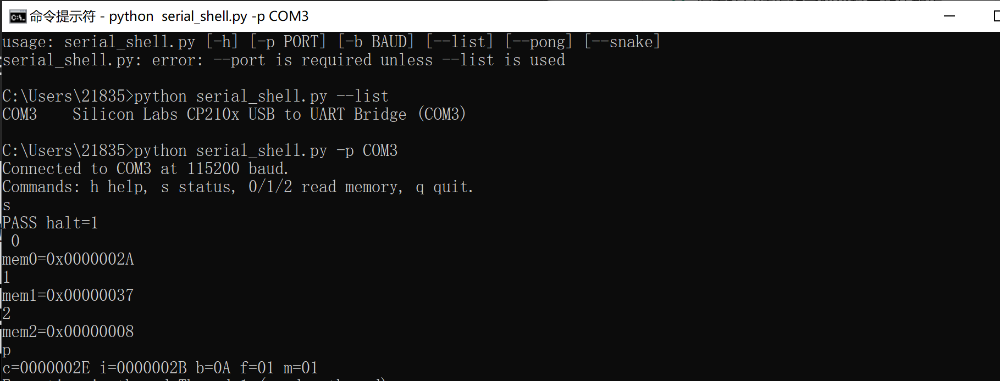 命令提示符 - python  serial_shell.py -p COM3
usage: serial_shell.py [-h] [-p PORT] [-b BAUD] [--list] [--pong] [--snake]
serial_shell.py: error: --port is required unless --list is used
C:\Users\21835>python serial_shell.py --list
COM3    Silicon Labs CP210x USB to UART Bridge (COM3)
C:\Users\21835>python serial_shell.py -p COM3
Connected to COM3 at 115200 baud.
Commands: h help, s status, 0/1/2 read memory, q quit.
s
PASS halt=1
 0
mem0=0x0000002A
1
mem1=0x00000037
2
mem2=0x00000008
p
c=0000002E i=0000002B b=0A f=01 m=01